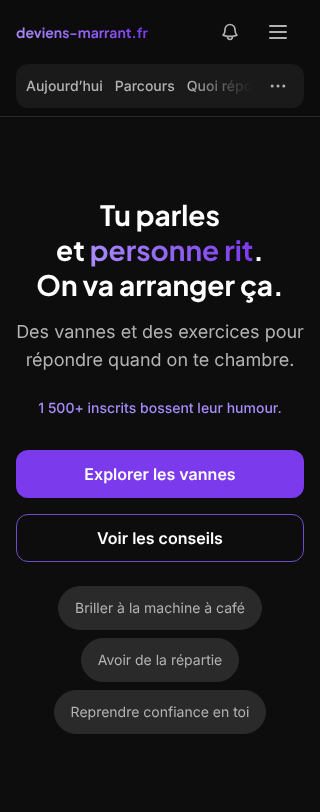 deviens-marrant.fr
Aujourd'hui Parcours Quoi répo
Tu parles
et personne rit.
On va arranger ça.
Des vannes et des exercices pour
répondre quand on te chambre.
1 500+ inscrits bossent leur humour.
Explorer les vannes
Voir les conseils
Briller à la machine à café
Avoir de la répartie
Reprendre confiance en toi